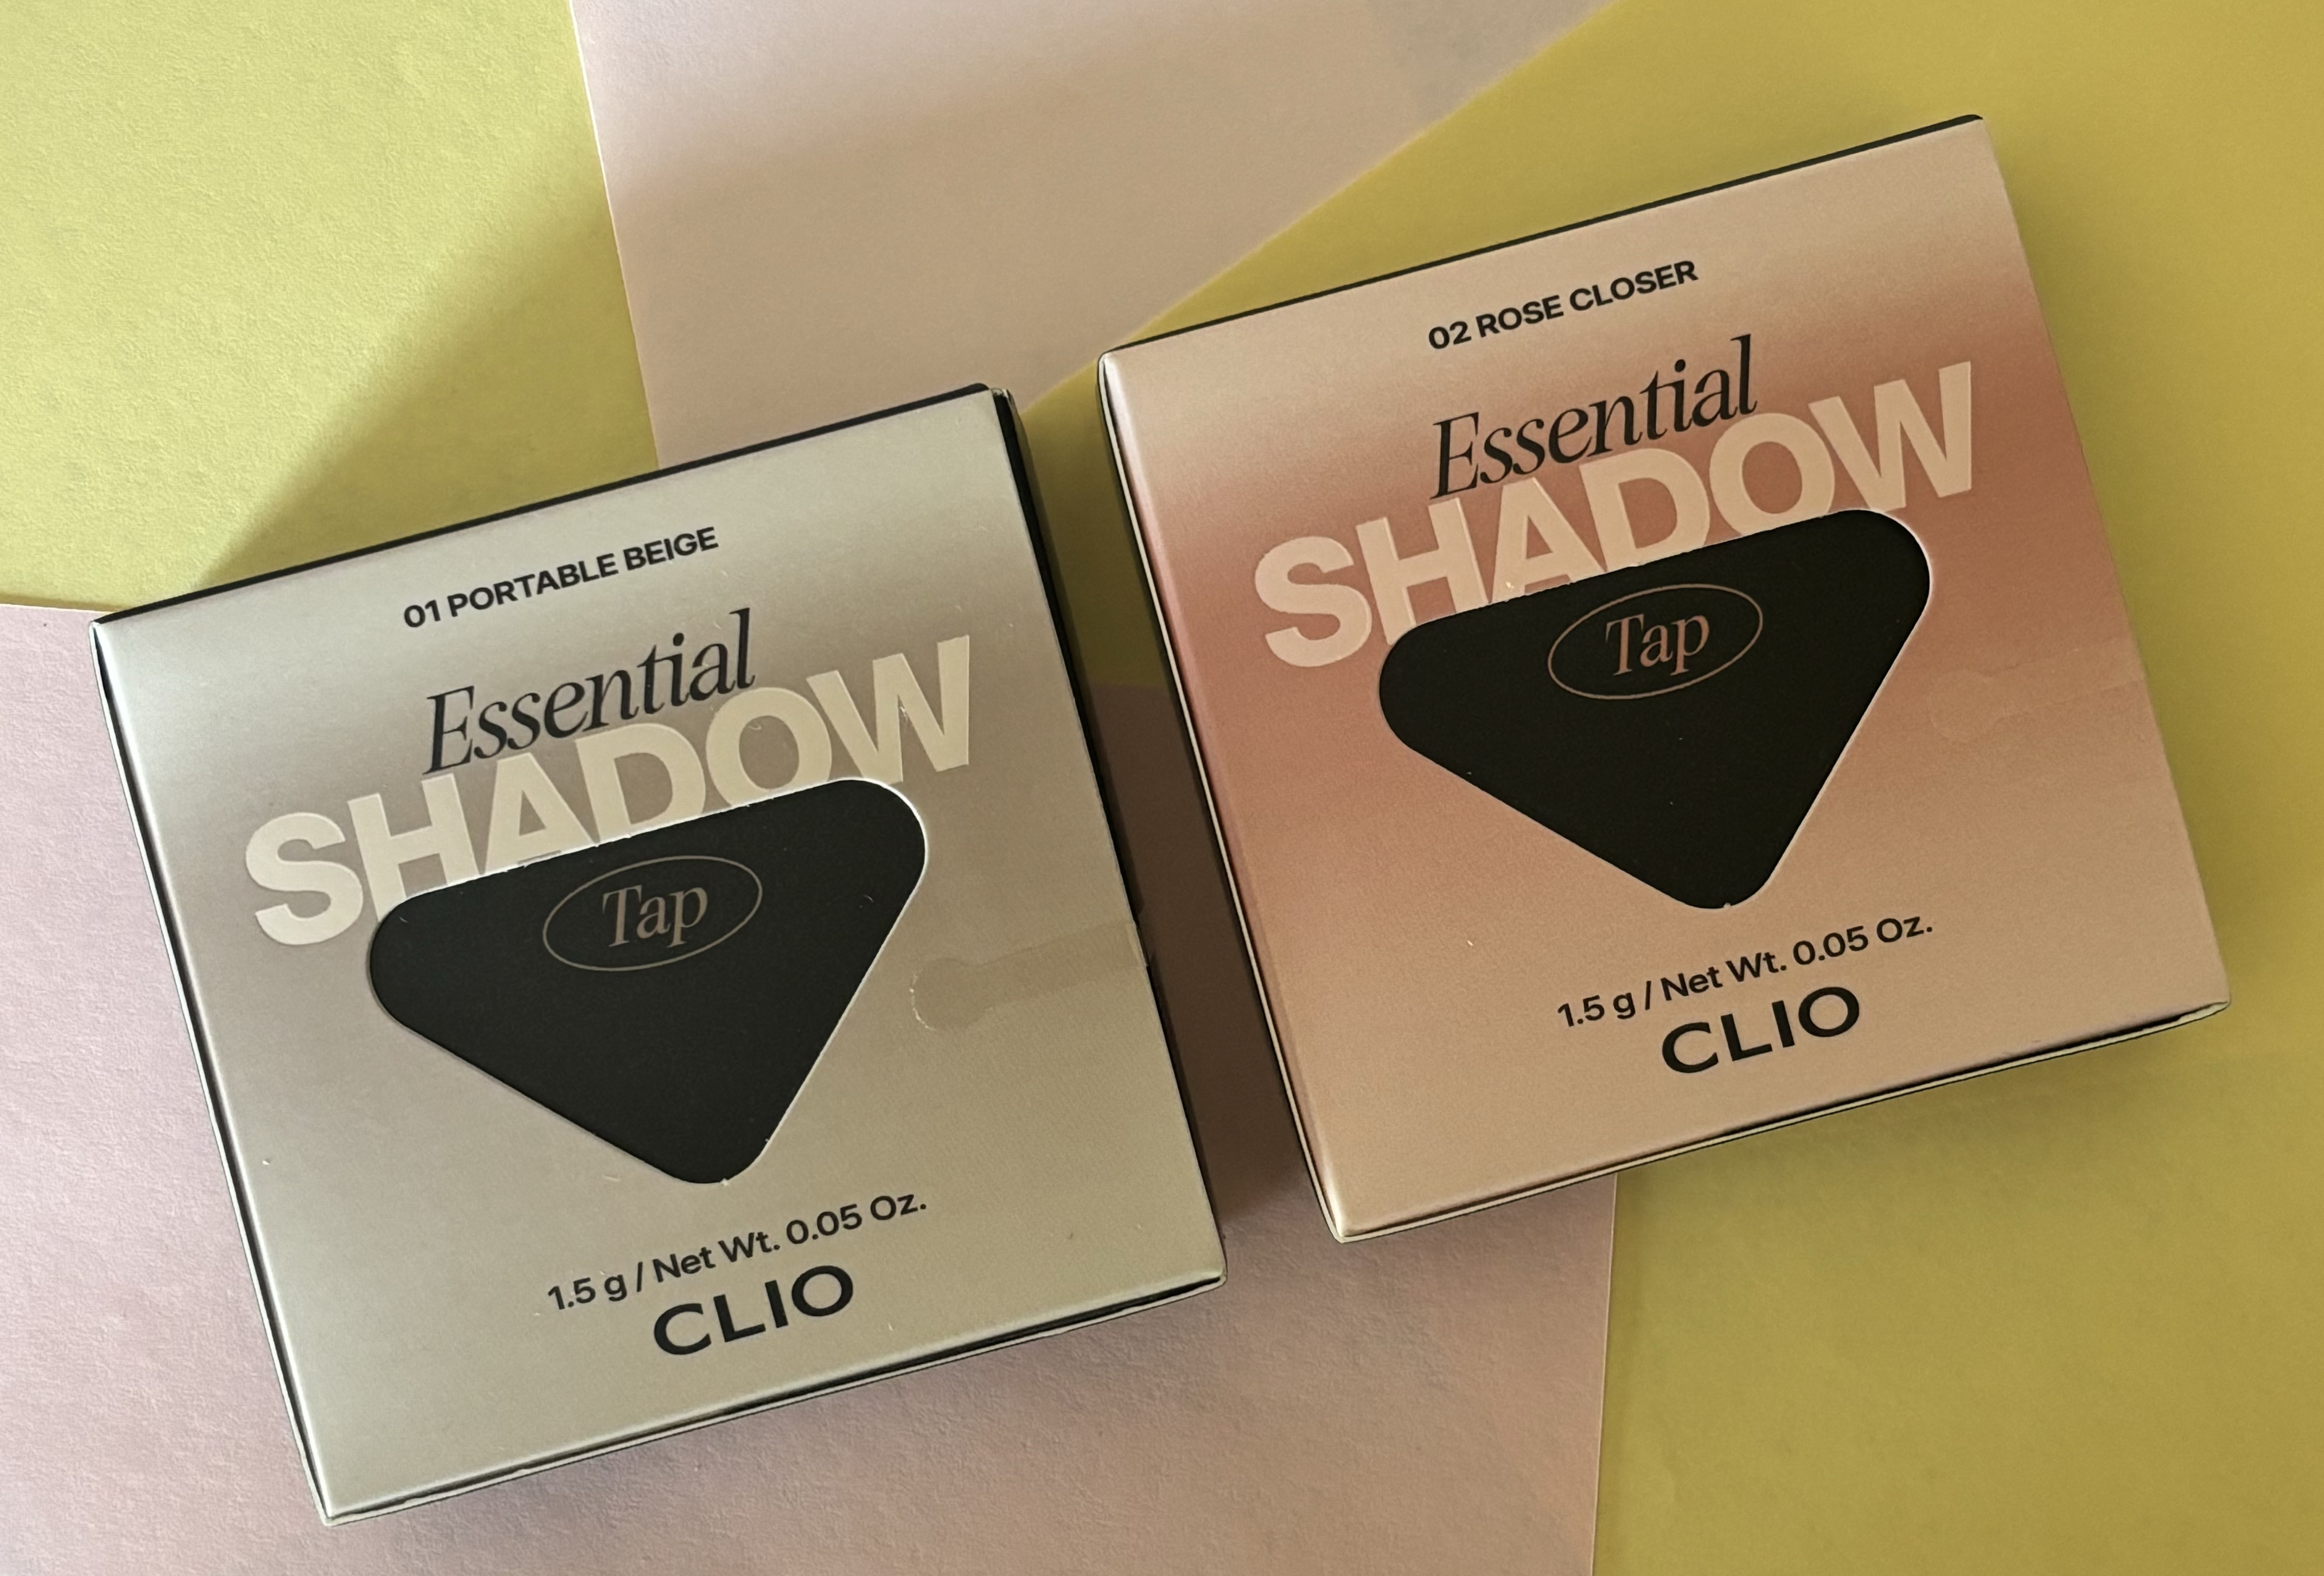 01 PORTABLE BEIGE
Essential
SHADOW
Tap
1.5 g / Net Wt. 0.05 Oz.
CLIO
02 ROSE CLOSER
Essential
SHADOW
Tap
1.5 g / Net Wt. 0.05 Oz.
CLIO